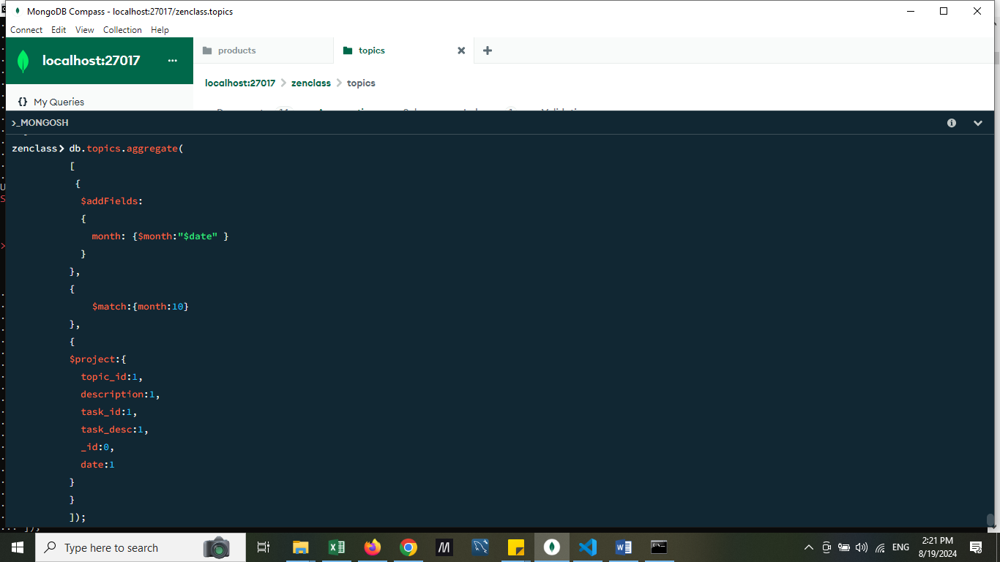 MongoDB Compass - localhost:27017/zenclass.topics
Connect Edit View Collection Help
localhost:27017 ...
products
topics
localhost:27017 > zenclass > topics
{} My Queries
>_MONGOSH
zenclass> db.topics.aggregate(
[
{
$addFields:
{
month: {$month:"$date" }
}
},
{
$match:{month:10}
},
{
$project:{
topic_id:1,
description:1,
task_id:1,
task_desc:1,
_id:0,
date:1
}
}
]);
Type here to search
ENG
2:21 PM
8/19/2024